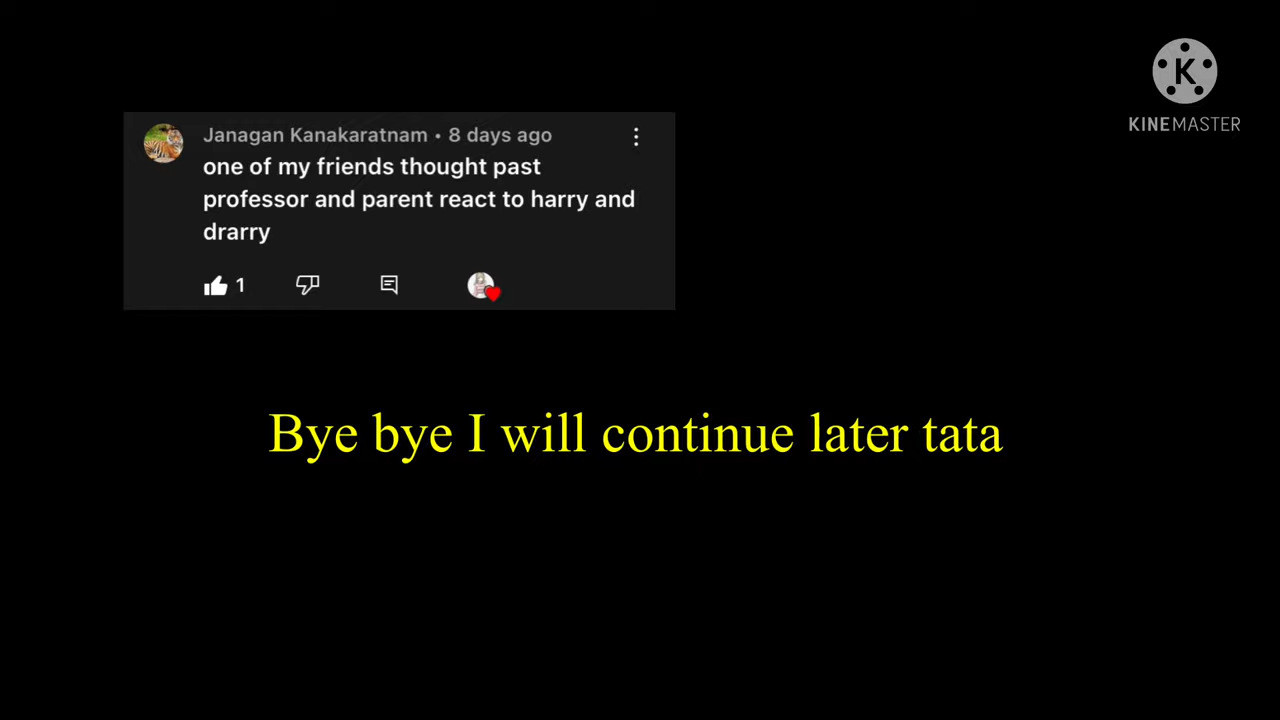 Janagan Kanakaratnam • 8 days ago
one of my friends thought past
professor and parent react to harry and
drarry
1
Bye bye I will continue later tata
K
KINEMASTER